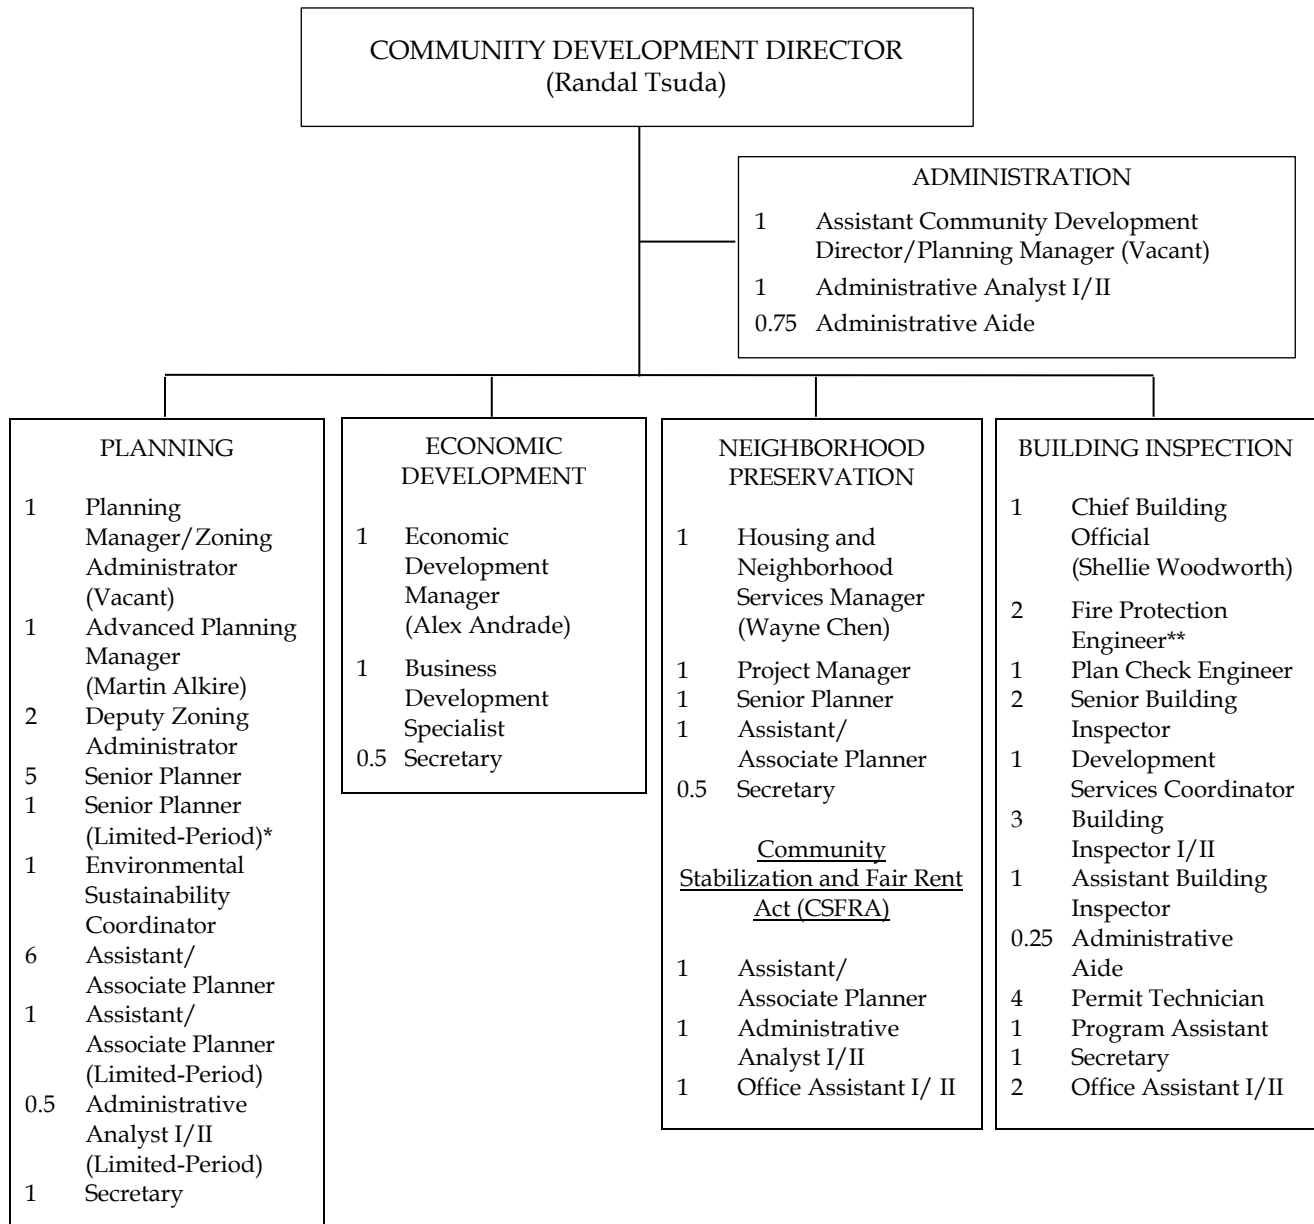 COMMUNITY DEVELOPMENT DIRECTOR
(Randal Tsuda)
ADMINISTRATION
1 Assistant Community Development
Director/Planning Manager (Vacant)
1 Administrative Analyst I/II
0.75 Administrative Aide
PLANNING
1 Planning
Manager/Zoning
Administrator
(Vacant)
1 Advanced Planning
Manager
(Martin Alkire)
2 Deputy Zoning
Administrator
5 Senior Planner
1 Senior Planner
(Limited-Period)*
1 Environmental
Sustainability
Coordinator
6 Assistant/
Associate Planner
1 Assistant/
Associate Planner
(Limited-Period)
0.5 Administrative
Analyst I/II
(Limited-Period)
1 Secretary
ECONOMIC
DEVELOPMENT
1 Economic
Development
Manager
(Alex Andrade)
1 Business
Development
Specialist
0.5 Secretary
NEIGHBORHOOD
PRESERVATION
1 Housing and
Neighborhood
Services Manager
(Wayne Chen)
1 Project Manager
1 Senior Planner
1 Assistant/
Associate Planner
0.5 Secretary
Community
Stabilization and Fair Rent
Act (CSFRA)
1 Assistant/
Associate Planner
1 Administrative
Analyst I/II
1 Office Assistant I/ II
BUILDING INSPECTION
1 Chief Building
Official
(Shellie Woodworth)
2 Fire Protection
Engineer**
1 Plan Check Engineer
2 Senior Building
Inspector
1 Development
Services Coordinator
3 Building
Inspector I/II
1 Assistant Building
Inspector
0.25 Administrative
Aide
4 Permit Technician
1 Program Assistant
1 Secretary
2 Office Assistant I/II